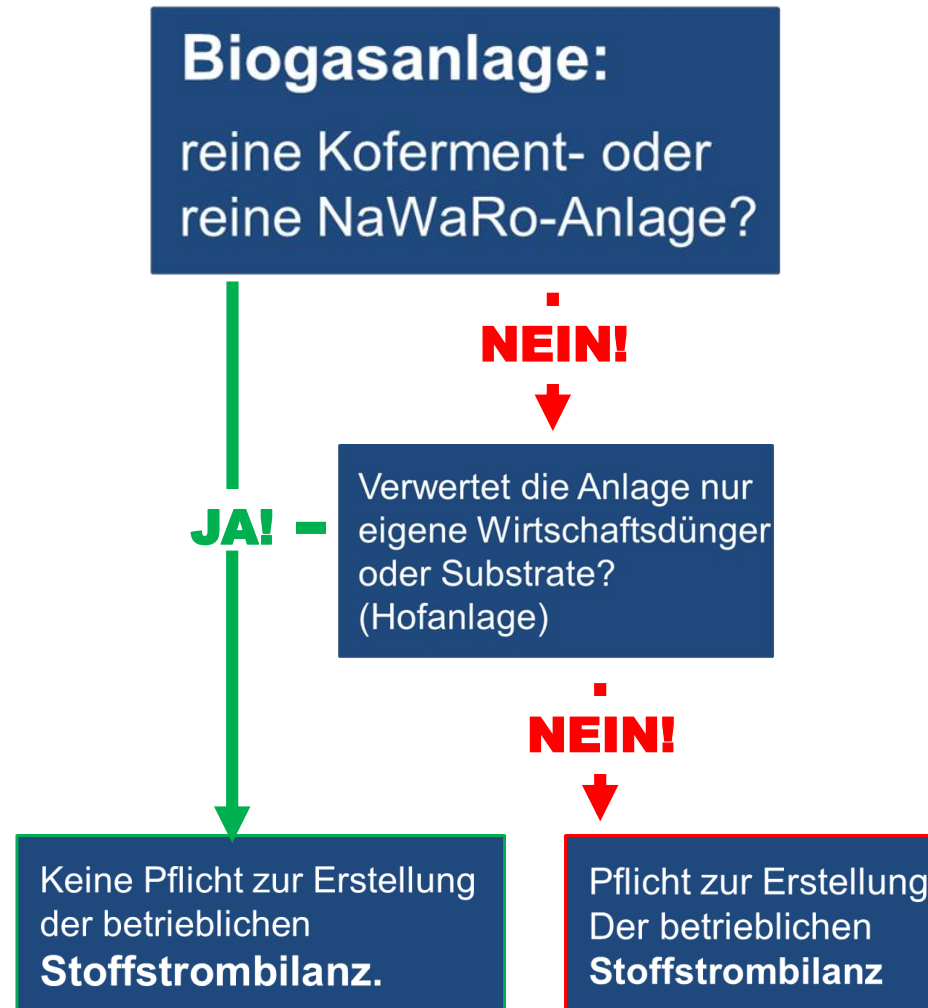 Biogasanlage:
reine Koferment- oder
reine NaWaRo-Anlage?
NEIN!
Verwertet die Anlage nur
eigene Wirtschaftsdünger
oder Substrate?
(Hofanlage)
JA!
NEIN!
Keine Pflicht zur Erstellung
der betrieblichen
Stoffstrombilanz.
Pflicht zur Erstellung
Der betrieblichen
Stoffstrombilanz